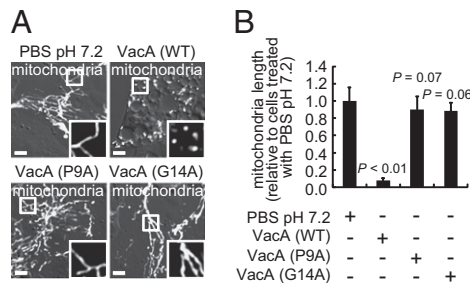 A
PBS pH 7.2
VacA (WT)
mitochondria
mitochondria
VacA (P9A)
VacA (G14A)
mitochondria
mitochondria
B
mitochondria length
(relative to cells treated
with PBS pH 7.2)
1.4
1.2
1.0
0.8
0.6
0.4
0.2
0.0
P < 0.01
P = 0.07
P = 0.06
PBS pH 7.2 + - - -
VacA (WT) - + - -
VacA (P9A) - - + -
VacA (G14A) - - - +